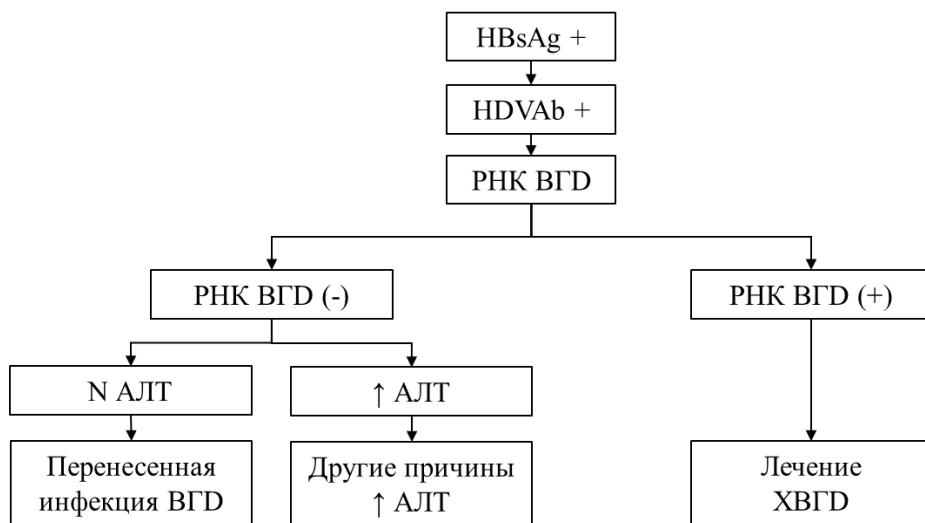 HBsAg +
HDVAb +
РНК ВГD
РНК ВГD (-)
РНК ВГD (+)
N АЛТ
↑ АЛТ
Перенесенная
инфекция ВГD
Другие причины
↑ АЛТ
Лечение
ХВГD